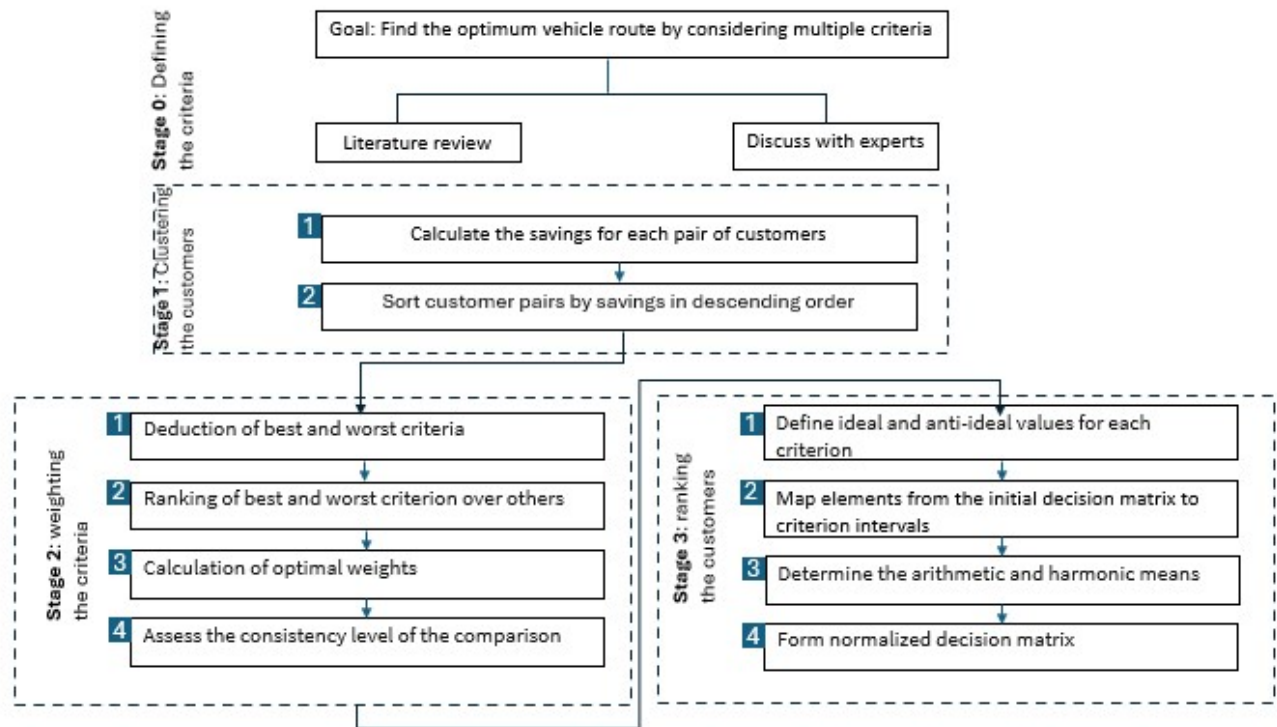 Goal: Find the optimum vehicle route by considering multiple criteria
Stage 0: Defining
the criteria
Literature review
Discuss with experts
Stage 1: Clustering
the customers
1
Calculate the savings for each pair of customers
2
Sort customer pairs by savings in descending order
Stage 2: weighting
the criteria
1
Deduction of best and worst criteria
2
Ranking of best and worst criterion over others
3
Calculation of optimal weights
4
Assess the consistency level of the comparison
Stage 3: ranking
the customers
1
Define ideal and anti-ideal values for each
criterion
2
Map elements from the initial decision matrix to
criterion intervals
3
Determine the arithmetic and harmonic means
4
Form normalized decision matrix